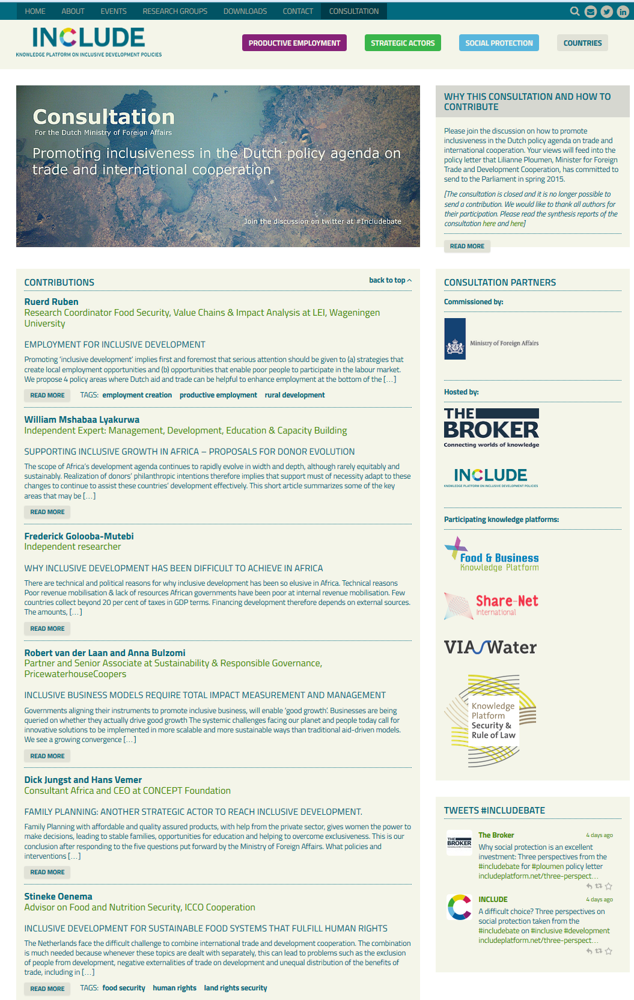 HOME ABOUT EVENTS RESEARCH GROUPS DOWNLOADS CONTACT CONSULTATION
INCLUDE
KNOWLEDGE PLATFORM ON INCLUSIVE DEVELOPMENT POLICIES
PRODUCTIVE EMPLOYMENT STRATEGIC ACTORS SOCIAL PROTECTION COUNTRIES
Consultation
For the Dutch Ministry of Foreign Affairs
Promoting inclusiveness in the Dutch policy agenda on
trade and international cooperation
Join the discussion on twitter at #Includebate
WHY THIS CONSULTATION AND HOW TO
CONTRIBUTE
Please join the discussion on how to promote
inclusiveness in the Dutch policy agenda on trade and
international cooperation. Your views will feed into the
policy letter that Lilianne Ploumen, Minister for Foreign
Trade and Development Cooperation, has committed to
send to the Parliament in spring 2015.
[The consultation is closed and it is no longer possible to
send a contribution. We would like to thank all authors for
their participation. Please read the synthesis reports of the
consultation here and here]
READ MORE
CONTRIBUTIONS back to top
Ruerd Ruben
Research Coordinator Food Security, Value Chains & Impact Analysis at LEI, Wageningen
University
EMPLOYMENT FOR INCLUSIVE DEVELOPMENT
Promoting ‘inclusive development’ implies first and foremost that serious attention should be given to (a) strategies that
create local employment opportunities and (b) opportunities that enable poor people to participate in the labour market.
We propose 4 policy areas where Dutch aid and trade can be helpful to enhance employment at the bottom of the […]
READ MORE TAGS: employment creation productive employment rural development
William Mshabaa Lyakurwa
Independent Expert: Management, Development, Education & Capacity Building
SUPPORTING INCLUSIVE GROWTH IN AFRICA – PROPOSALS FOR DONOR EVOLUTION
The scope of Africa’s development agenda continues to rapidly evolve in width and depth, although rarely equitably and
sustainably. Realization of donors’ philanthropic intentions therefore implies that support must of necessity adapt to these
changes to continue to assist these countries’ development effectively. This short article summarizes some of the key
areas that may be […]
READ MORE
Frederick Golooba-Mutebi
Independent researcher
WHY INCLUSIVE DEVELOPMENT HAS BEEN DIFFICULT TO ACHIEVE IN AFRICA
There are technical and political reasons for why inclusive development has been so elusive in Africa. Technical reasons
Poor revenue mobilisation & lack of resources African governments have been poor at internal revenue mobilisation. Few
countries collect beyond 20 per cent of taxes in GDP terms. Financing development therefore depends on external sources.
The amounts, […]
READ MORE
Robert van der Laan and Anna Bulzomi
Partner and Senior Associate at Sustainability & Responsible Governance,
PricewaterhouseCoopers
INCLUSIVE BUSINESS MODELS REQUIRE TOTAL IMPACT MEASUREMENT AND MANAGEMENT
Governments aligning their instruments to promote inclusive business, will enable ‘good growth’. Businesses are being
queried on whether they actually drive good growth The systemic challenges facing our planet and people today call for
innovative solutions to be implemented in more scalable and more sustainable ways than traditional aid-driven models.
We see a growing convergence […]
READ MORE
Dick Jungst and Hans Vemer
Consultant Africa and CEO at CONCEPT Foundation
FAMILY PLANNING: ANOTHER STRATEGIC ACTOR TO REACH INCLUSIVE DEVELOPMENT.
Family Planning with affordable and quality assured products, with help from the private sector, gives women the power to
make decisions, leading to stable families, opportunities for education and helping to overcome exclusiveness. This is our
conclusion after responding to the five questions put forward by the Ministry of Foreign Affairs. What policies and
interventions […]
READ MORE
Stineke Oenema
Advisor on Food and Nutrition Security, ICCO Cooperation
INCLUSIVE DEVELOPMENT FOR SUSTAINABLE FOOD SYSTEMS THAT FULFILL HUMAN RIGHTS
The Netherlands face the difficult challenge to combine international trade and development cooperation. The combination
is much needed because whenever these topics are dealt with separately, this can lead to problems such as the exclusion
of people from development, negative externalities of trade on development and unequal distribution of the benefits of
trade, including in […]
READ MORE TAGS: food security human rights land rights security
CONSULTATION PARTNERS
Commissioned by:
Ministry of Foreign Affairs
Hosted by:
THE
BROKER
Connecting worlds of knowledge
INCLUDE
KNOWLEDGE PLATFORM ON INCLUSIVE DEVELOPMENT POLICIES
Participating knowledge platforms:
Food & Business
Knowledge Platform
Share-Net
International
VIA Water
Knowledge
Platform
Security &
Rule of Law
TWEETS #INCLUDEBATE
THE
BROKER
The Broker 4 days ago
Why social protection is an excellent
investment: Three perspectives from the
#includebate for #ploumen policy letter
includeplatform.net/three-perspect…
INCLUDE 4 days ago
A difficult choice? Three perspectives on
social protection taken from the
#includebate on #inclusive #development
includeplatform.net/three-perspect…